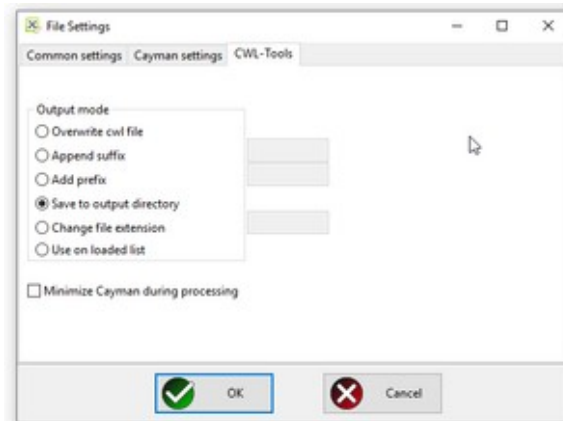 File Settings
Common settings Cayman settings CWL-Tools
Output mode
Overwrite cwl file
Append suffix
Add prefix
Save to output directory
Change file extension
Use on loaded list
Minimize Cayman during processing
OK Cancel